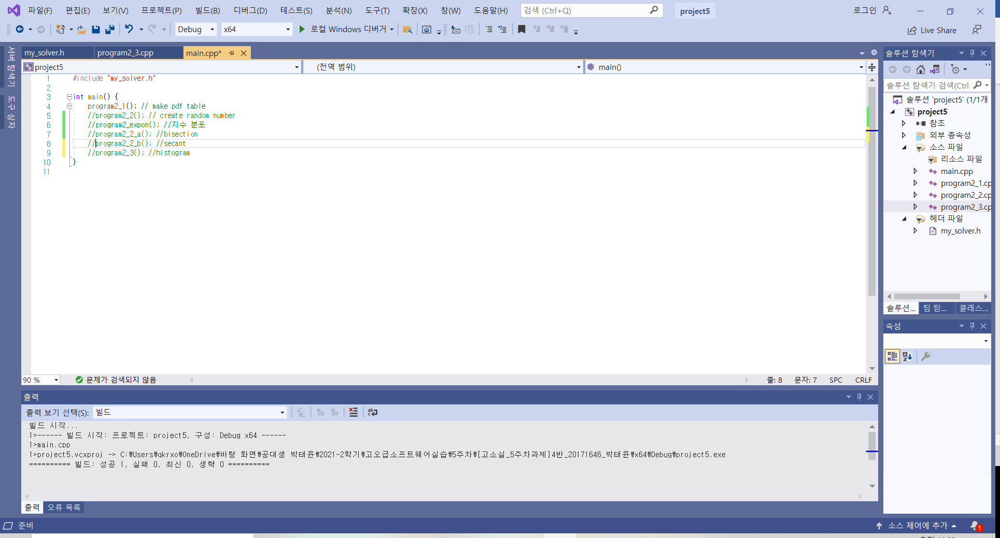 파일(F) 편집(E) 보기(V) 프로젝트(P) 빌드(B) 디버그(D) 테스트(S) 분석(N) 도구(T) 확장(X) 창(W) 도움말(H) 검색 (Ctrl+Q) project5 로그인
Debug x64 로컬 Windows 디버거 Live Share
서버 탐색기
도구 상자
my_solver.h program2_3.cpp main.cpp*
project5 (전역 범위) main()
1 #include "my_solver.h"
2
3 int main() {
4 program2_1(); // make pdf table
5 //program2_2(); // create random number
6 //program2_expon(); //지수 분포
7 //program2_2_a(); //bisection
8 //program2_2_b(); //secant
9 //program2_3(); //histogram
10 }
11
90 % 문제가 검색되지 않음 줄: 8 문자: 7 SPC CRLF
출력
출력 보기 선택(S): 빌드
빌드 시작...
1>------ 빌드 시작: 프로젝트: project5, 구성: Debug x64 ------
1>main.cpp
1>project5.vcxproj -> C:\Users\qkrxo\OneDrive\바탕 화면\공대생 박태윤\2021-2학기\고오급소프트웨어실습\5주차\[고소실_5주차과제]4반_20171646_박태윤\x64\Debug\project5.exe
========== 빌드: 성공 1, 실패 0, 최신 0, 생략 0 ==========
출력 오류 목록
솔루션 탐색기
솔루션 탐색기 검색(Ctrl
솔루션 'project5' (1/1개
project5
참조
외부 종속성
소스 파일
리소스 파일
main.cpp
program2_1.cp
program2_2.cp
program2_3.cp
헤더 파일
my_solver.h
솔루션... 팀 탐... 클래스...
속성
준비 소스 제어에 추가 1